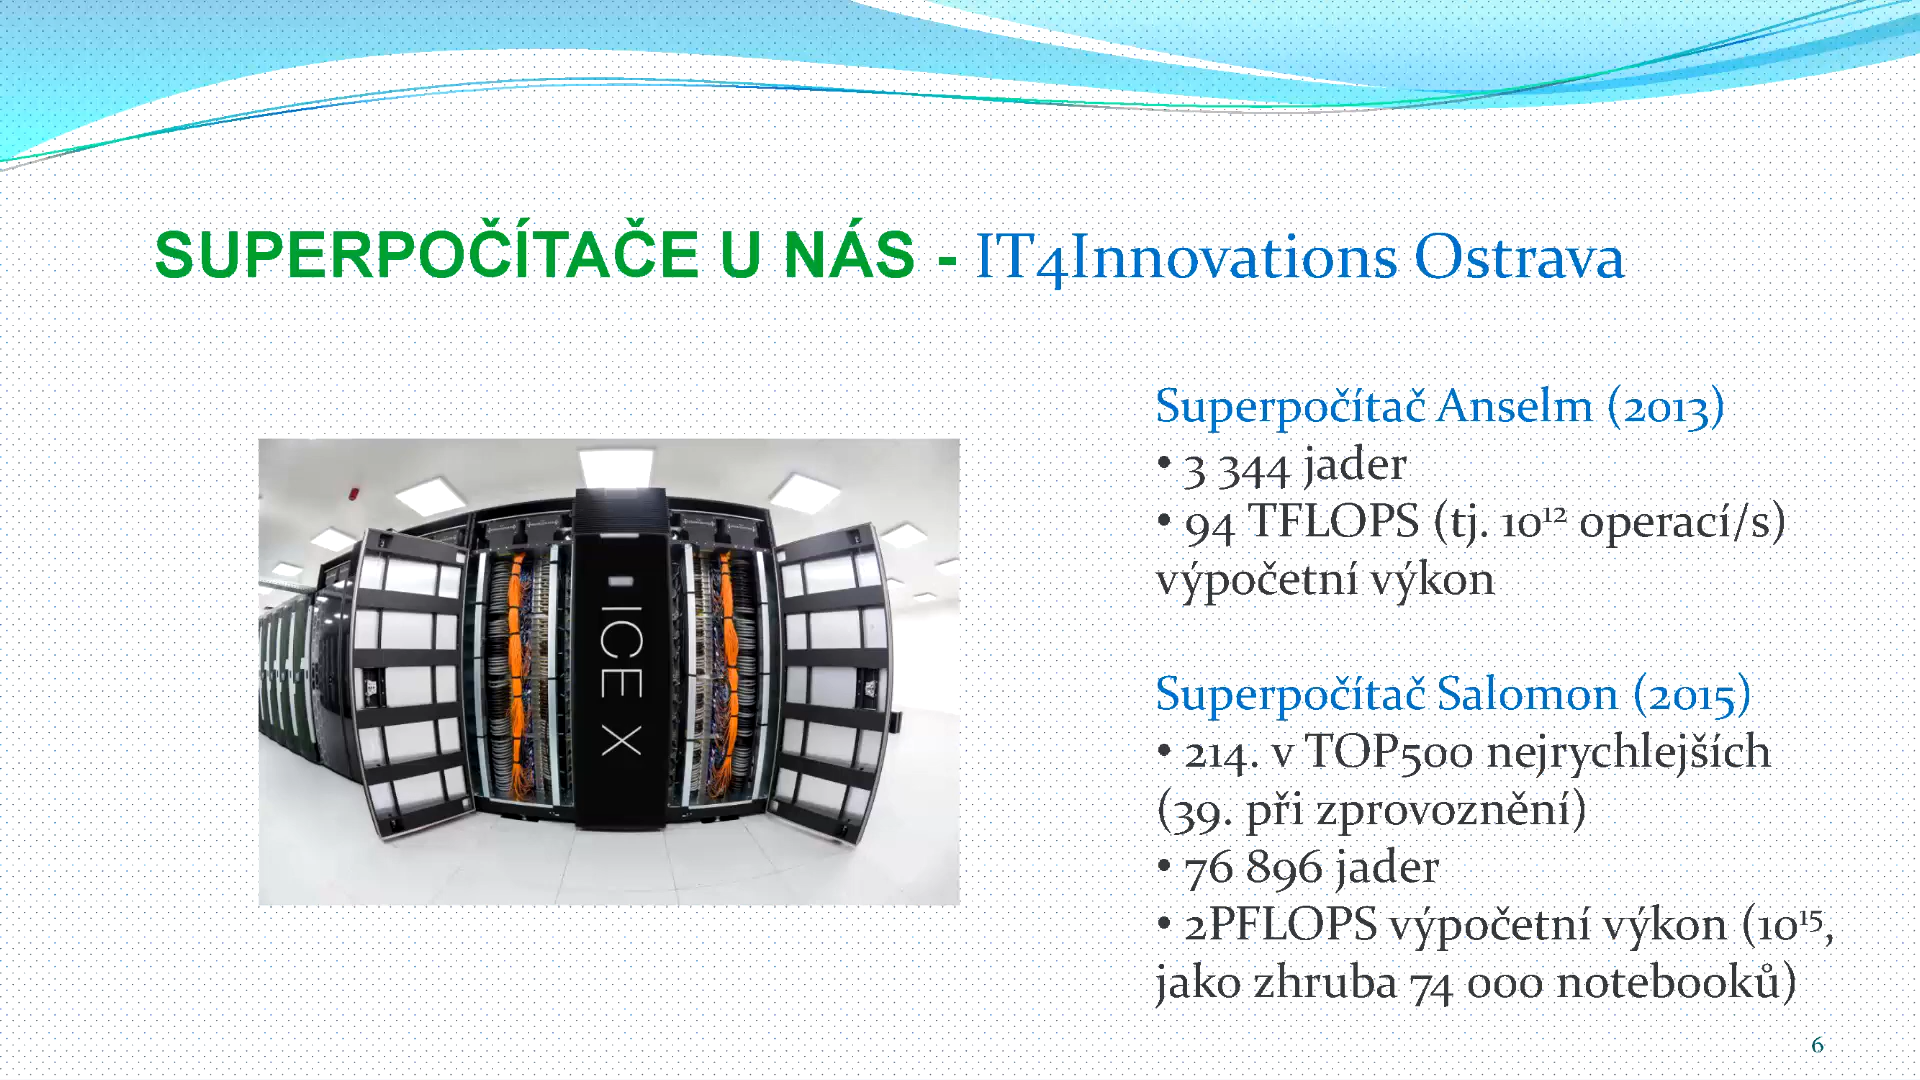 SUPERPOČÍTAČE U NÁS - IT4Innovations Ostrava
Superpočítač Anselm (2013)
• 3 344 jader
• 94 TFLOPS (tj. 10¹² operací/s)
výpočetní výkon
Superpočítač Salomon (2015)
• 214. v TOP500 nejrychlejších
(39. při zprovoznění)
• 76 896 jader
• 2PFLOPS výpočetní výkon (10¹⁵,
jako zhruba 74 000 notebooků)
ICE X
6